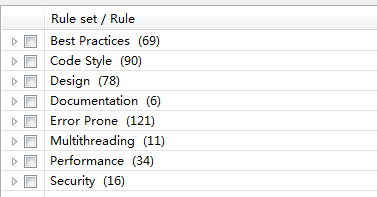 Rule set / Rule
Best Practices (69)
Code Style (90)
Design (78)
Documentation (6)
Error Prone (121)
Multithreading (11)
Performance (34)
Security (16)